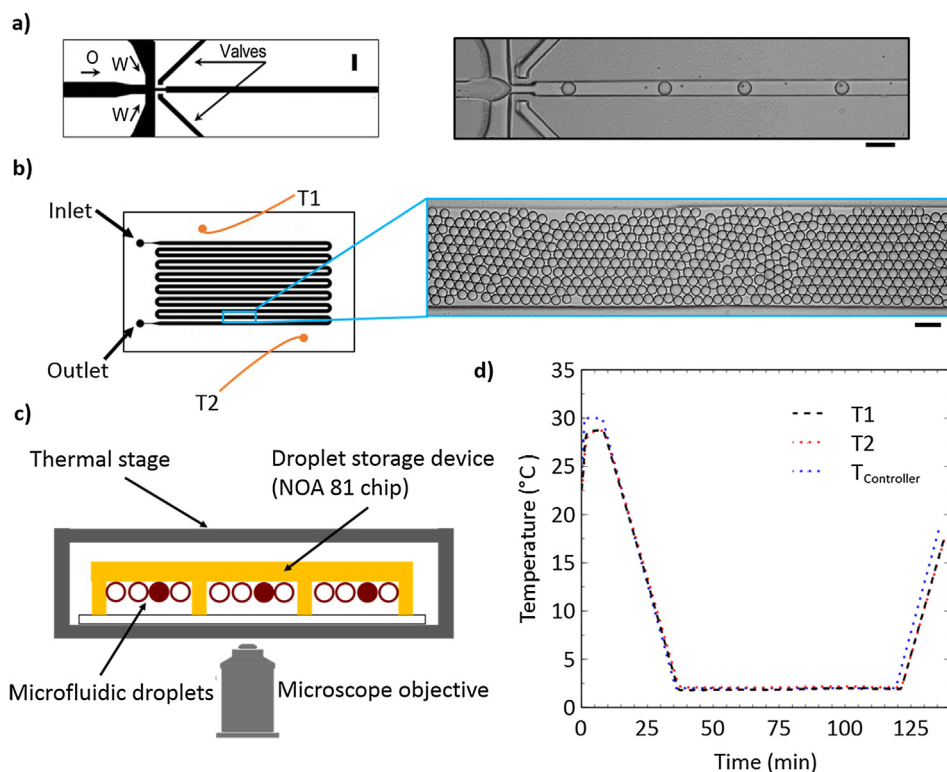 a)
O
W
W
Valves
b)
Inlet
T1
Outlet
T2
c)
Thermal stage
Droplet storage device
(NOA 81 chip)
Microfluidic droplets
Microscope objective
d)
35
30
25
20
15
10
5
0
Temperature (°C)
T1
T2
TController
0
25
50
75
100
125
Time (min)